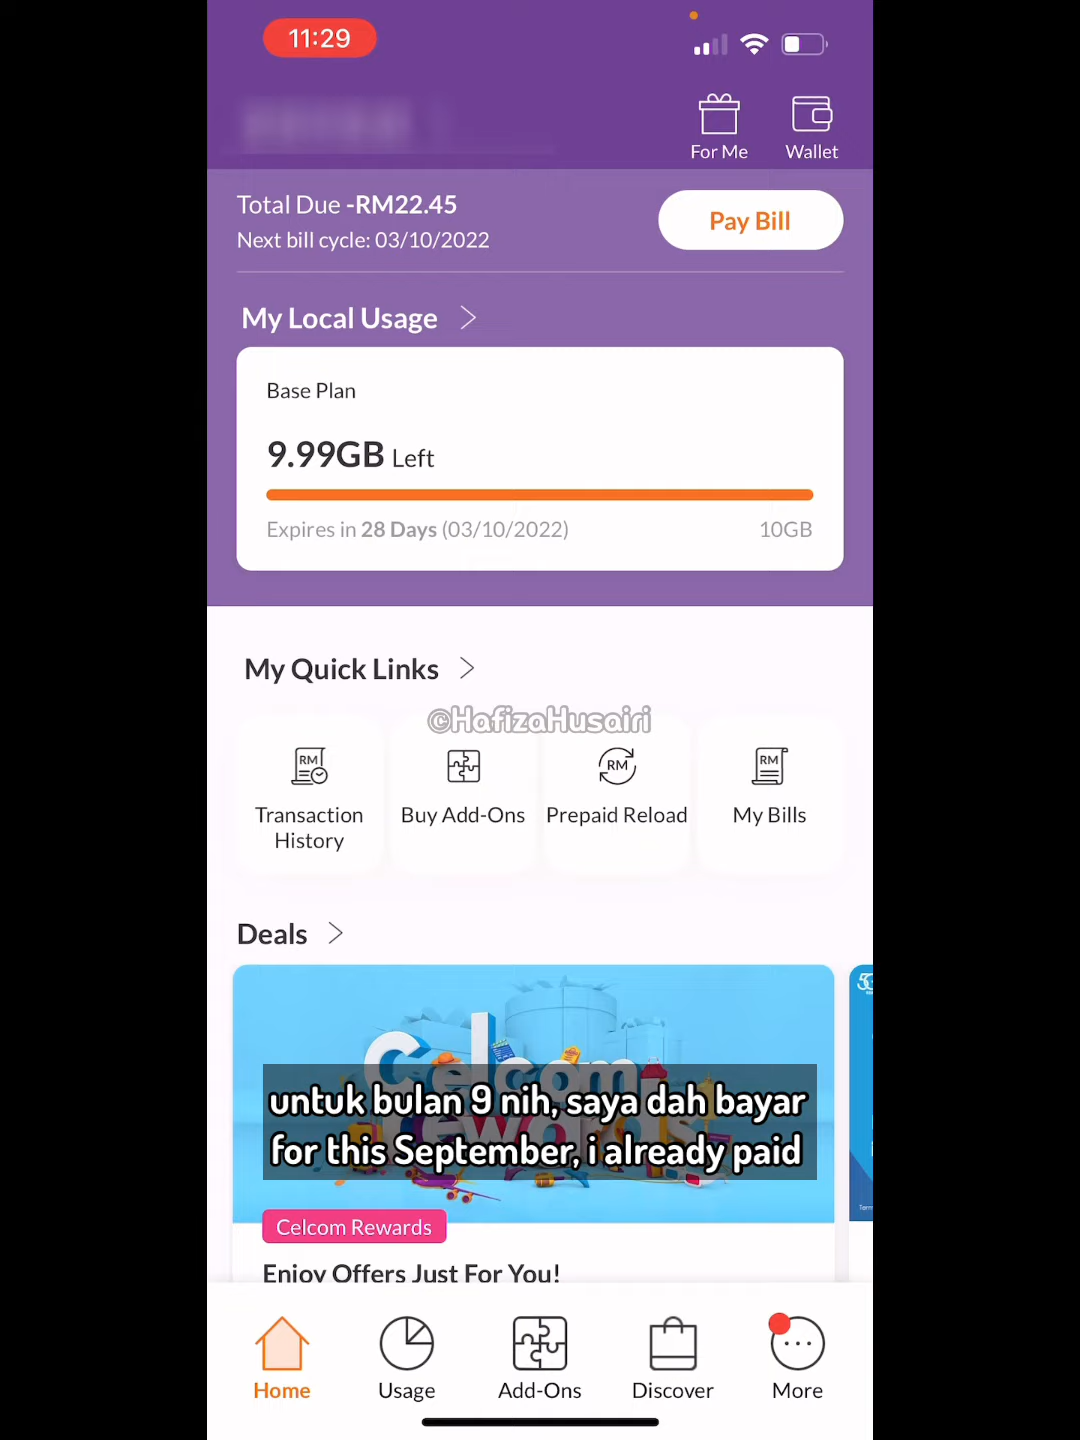 11:29
For Me
Wallet
Total Due -RM22.45
Next bill cycle: 03/10/2022
Pay Bill
My Local Usage
Base Plan
9.99GB Left
Expires in 28 Days (03/10/2022)
10GB
My Quick Links
©HafizaHusairi
RM
RM
RM
Transaction
History
Buy Add-Ons
Prepaid Reload
My Bills
Deals
Celcom
rewards
untuk bulan 9 nih, saya dah bayar
for this September, i already paid
Celcom Rewards
Enjoy Offers Just For You!
Home
Usage
Add-Ons
Discover
More